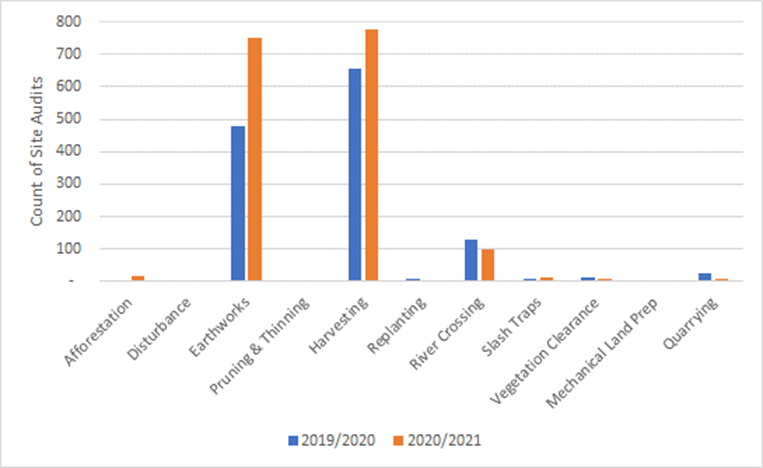 Count of Site Audits
800
700
600
500
400
300
200
100
-
Afforestation
Disturbance
Earthworks
Pruning & Thinning
Harvesting
Replanting
River Crossing
Slash Traps
Vegetation Clearance
Mechanical Land Prep
Quarrying
2019/2020
2020/2021